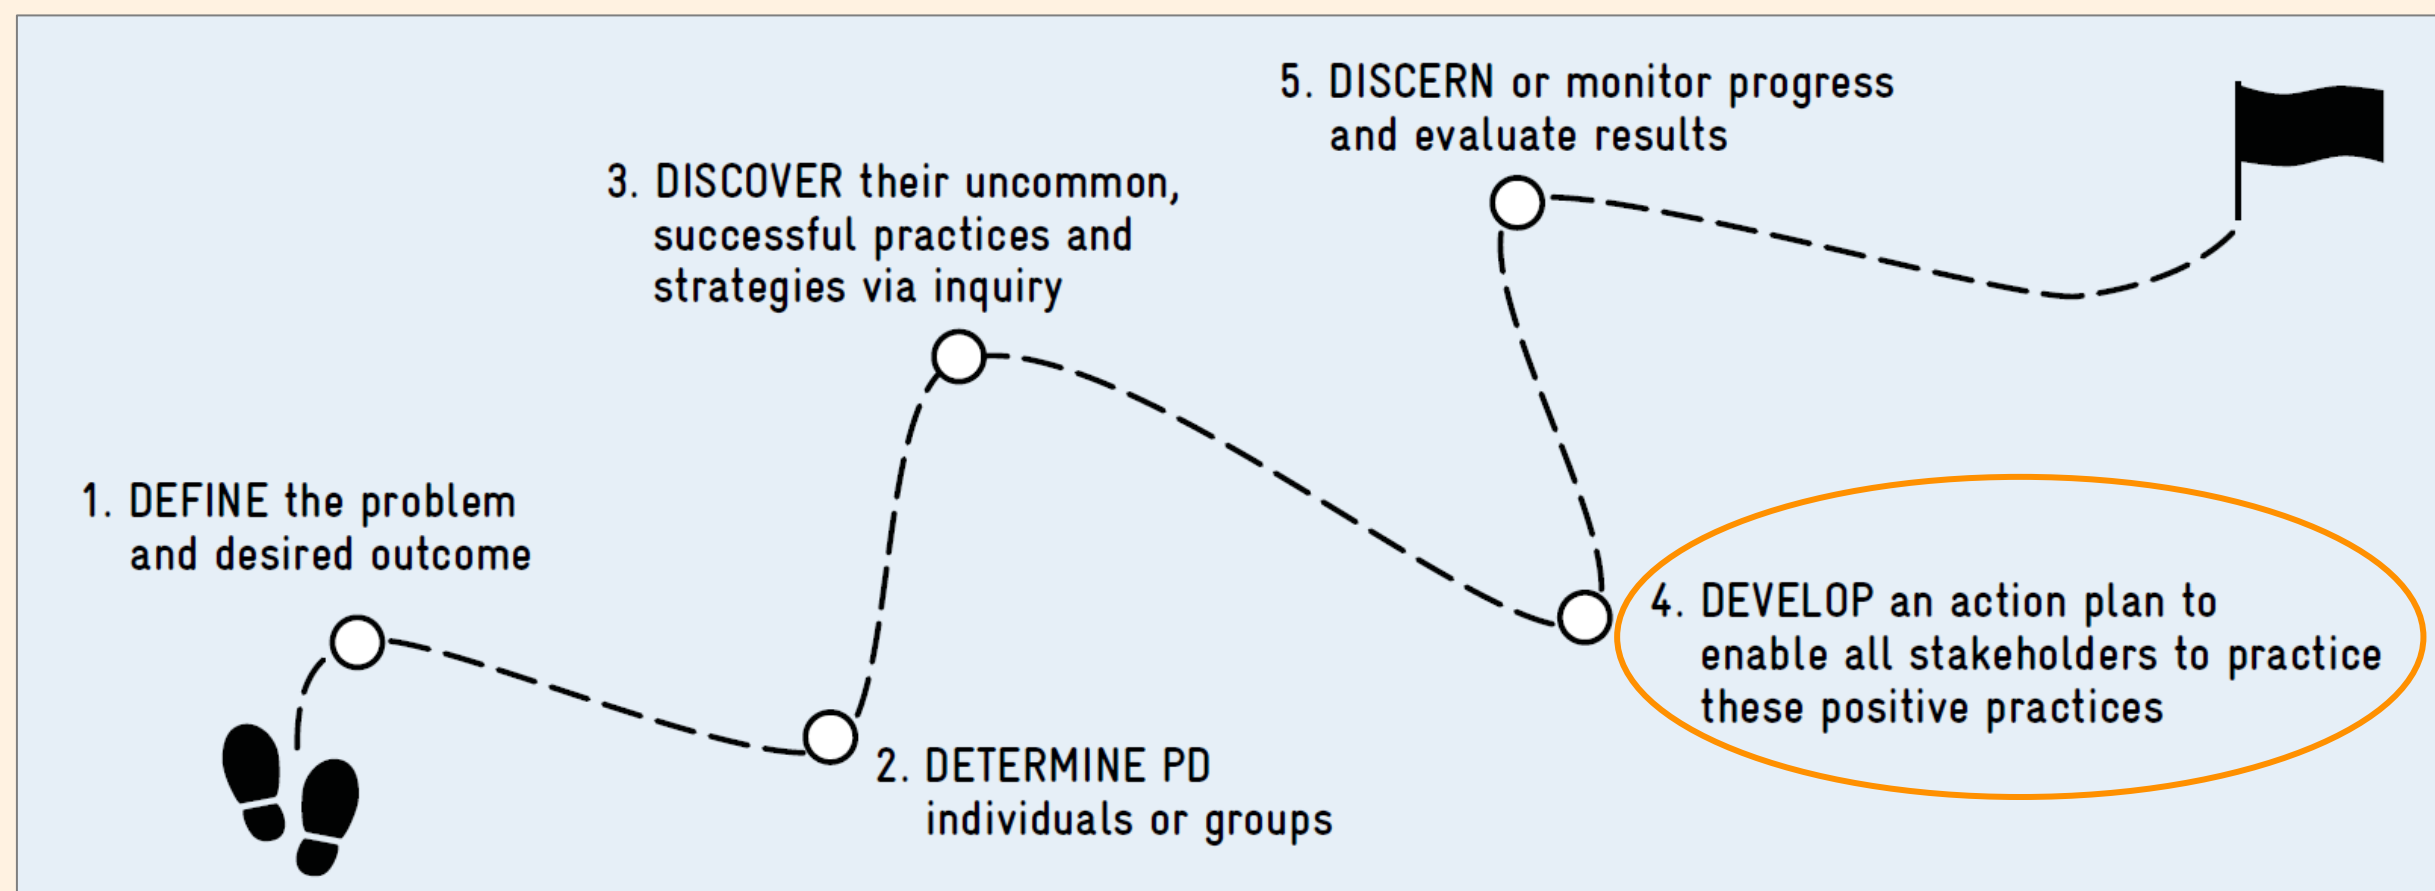 1. DEFINE the problem
and desired outcome
2. DETERMINE PD
individuals or groups
3. DISCOVER their uncommon,
successful practices and
strategies via inquiry
4. DEVELOP an action plan to
enable all stakeholders to practice
these positive practices
5. DISCERN or monitor progress
and evaluate results